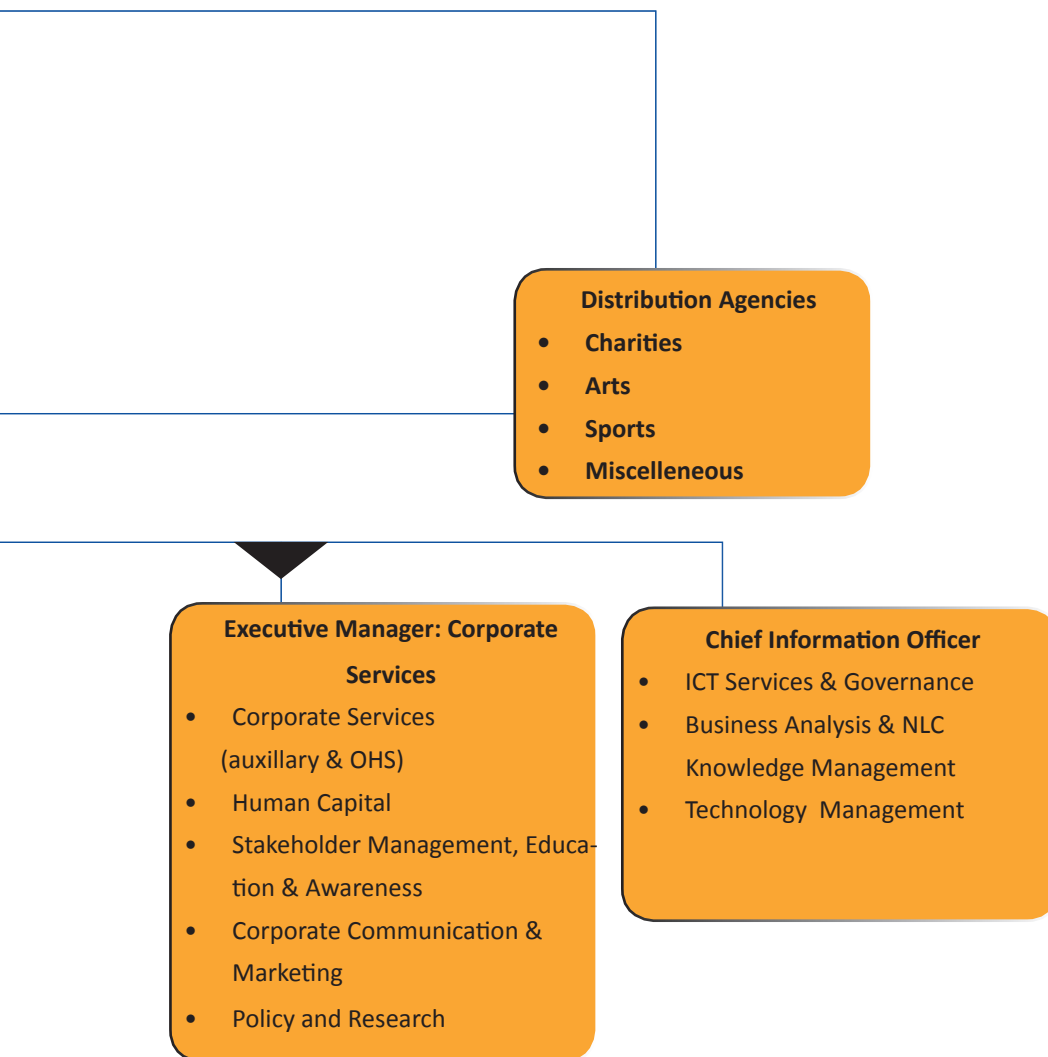 Distribution Agencies
• Charities
• Arts
• Sports
• Miscelleneous
Executive Manager: Corporate
Services
• Corporate Services
(auxillary & OHS)
• Human Capital
• Stakeholder Management, Educa-
tion & Awareness
• Corporate Communication &
Marketing
• Policy and Research
Chief Information Officer
• ICT Services & Governance
• Business Analysis & NLC
Knowledge Management
• Technology Management